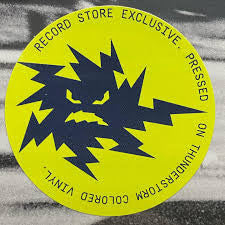 RECORD STORE EXCLUSIVE. PRESSED ON THUNDERSTORM COLORED VINYL.